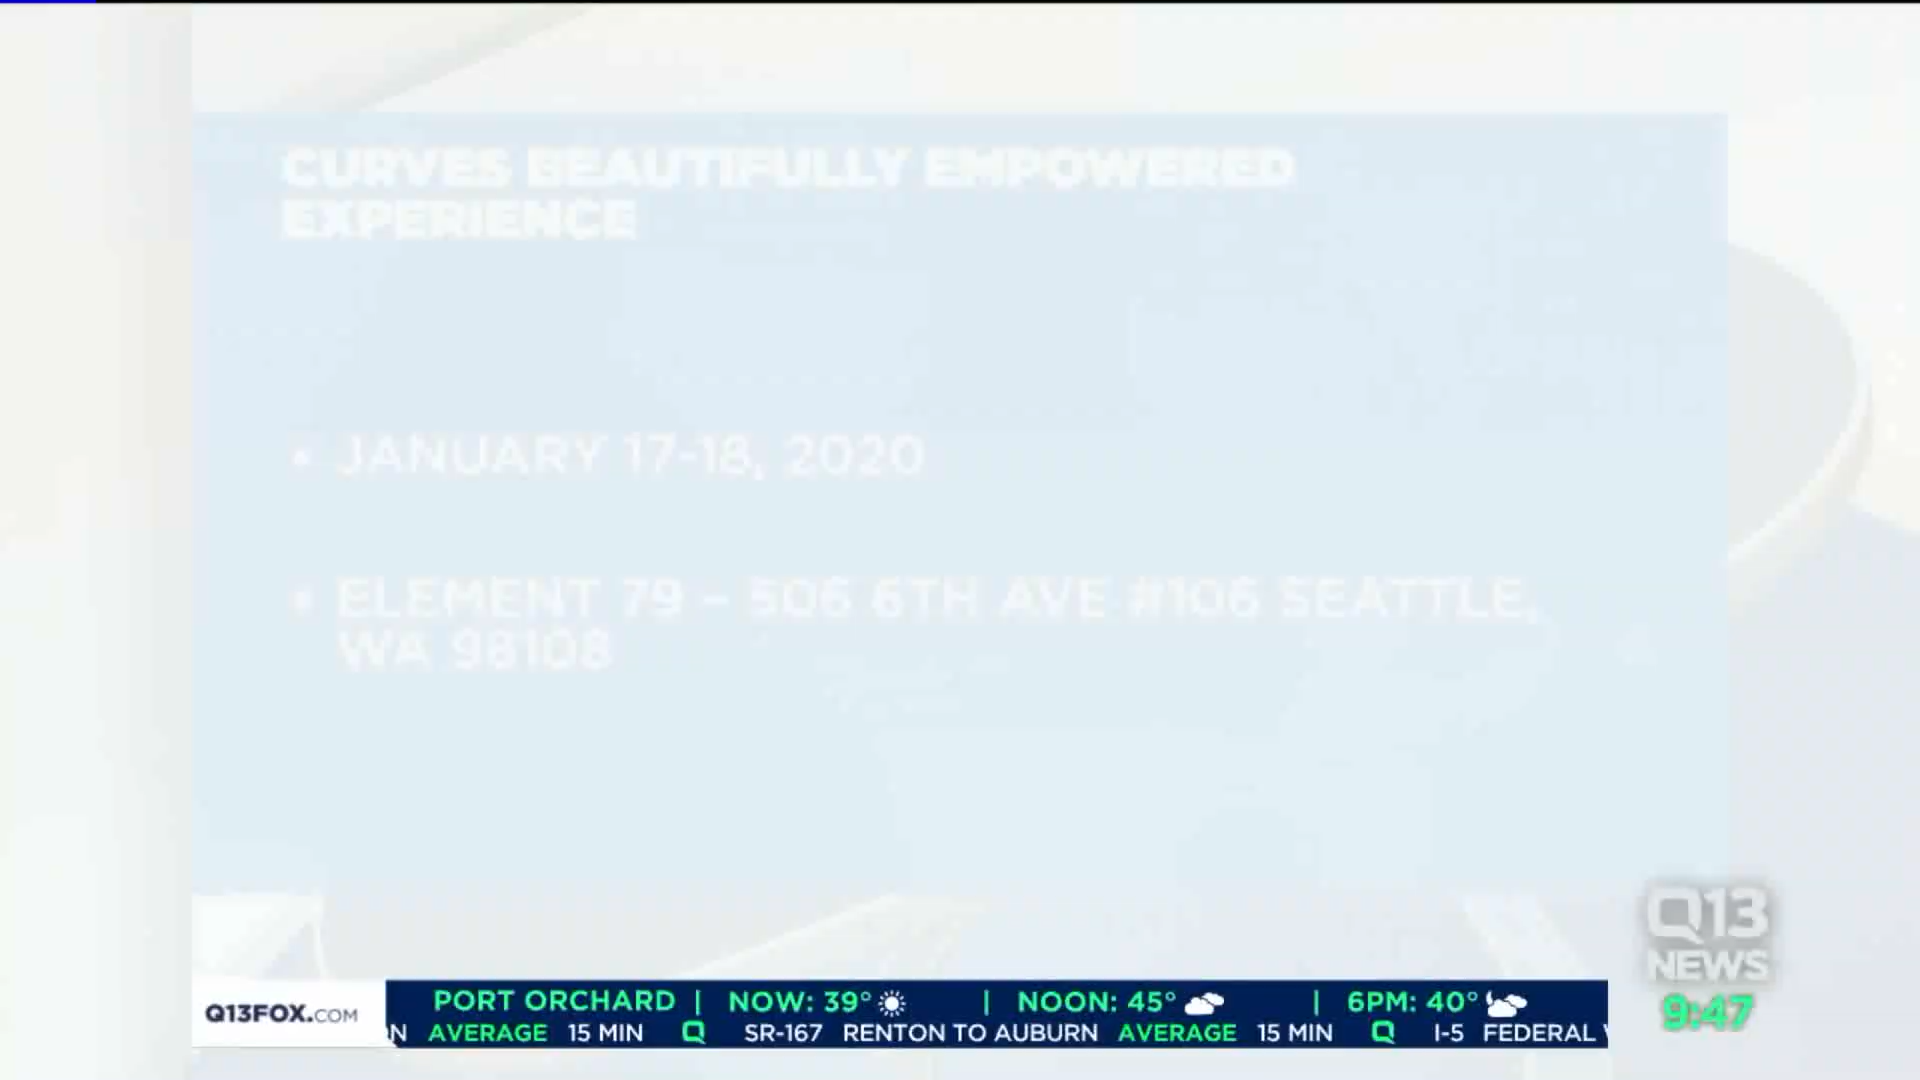 CURVES BEAUTIFULLY EMPOWERED
EXPERIENCE
• JANUARY 17-18, 2020
• ELEMENT 79 – 506 6TH AVE #106 SEATTLE,
WA 98108
Q13
NEWS
9:47
Q13FOX.COM
PORT ORCHARD | NOW: 39° | NOON: 45° | 6PM: 40°
N AVERAGE 15 MIN Q SR-167 RENTON TO AUBURN AVERAGE 15 MIN Q I-5 FEDERAL